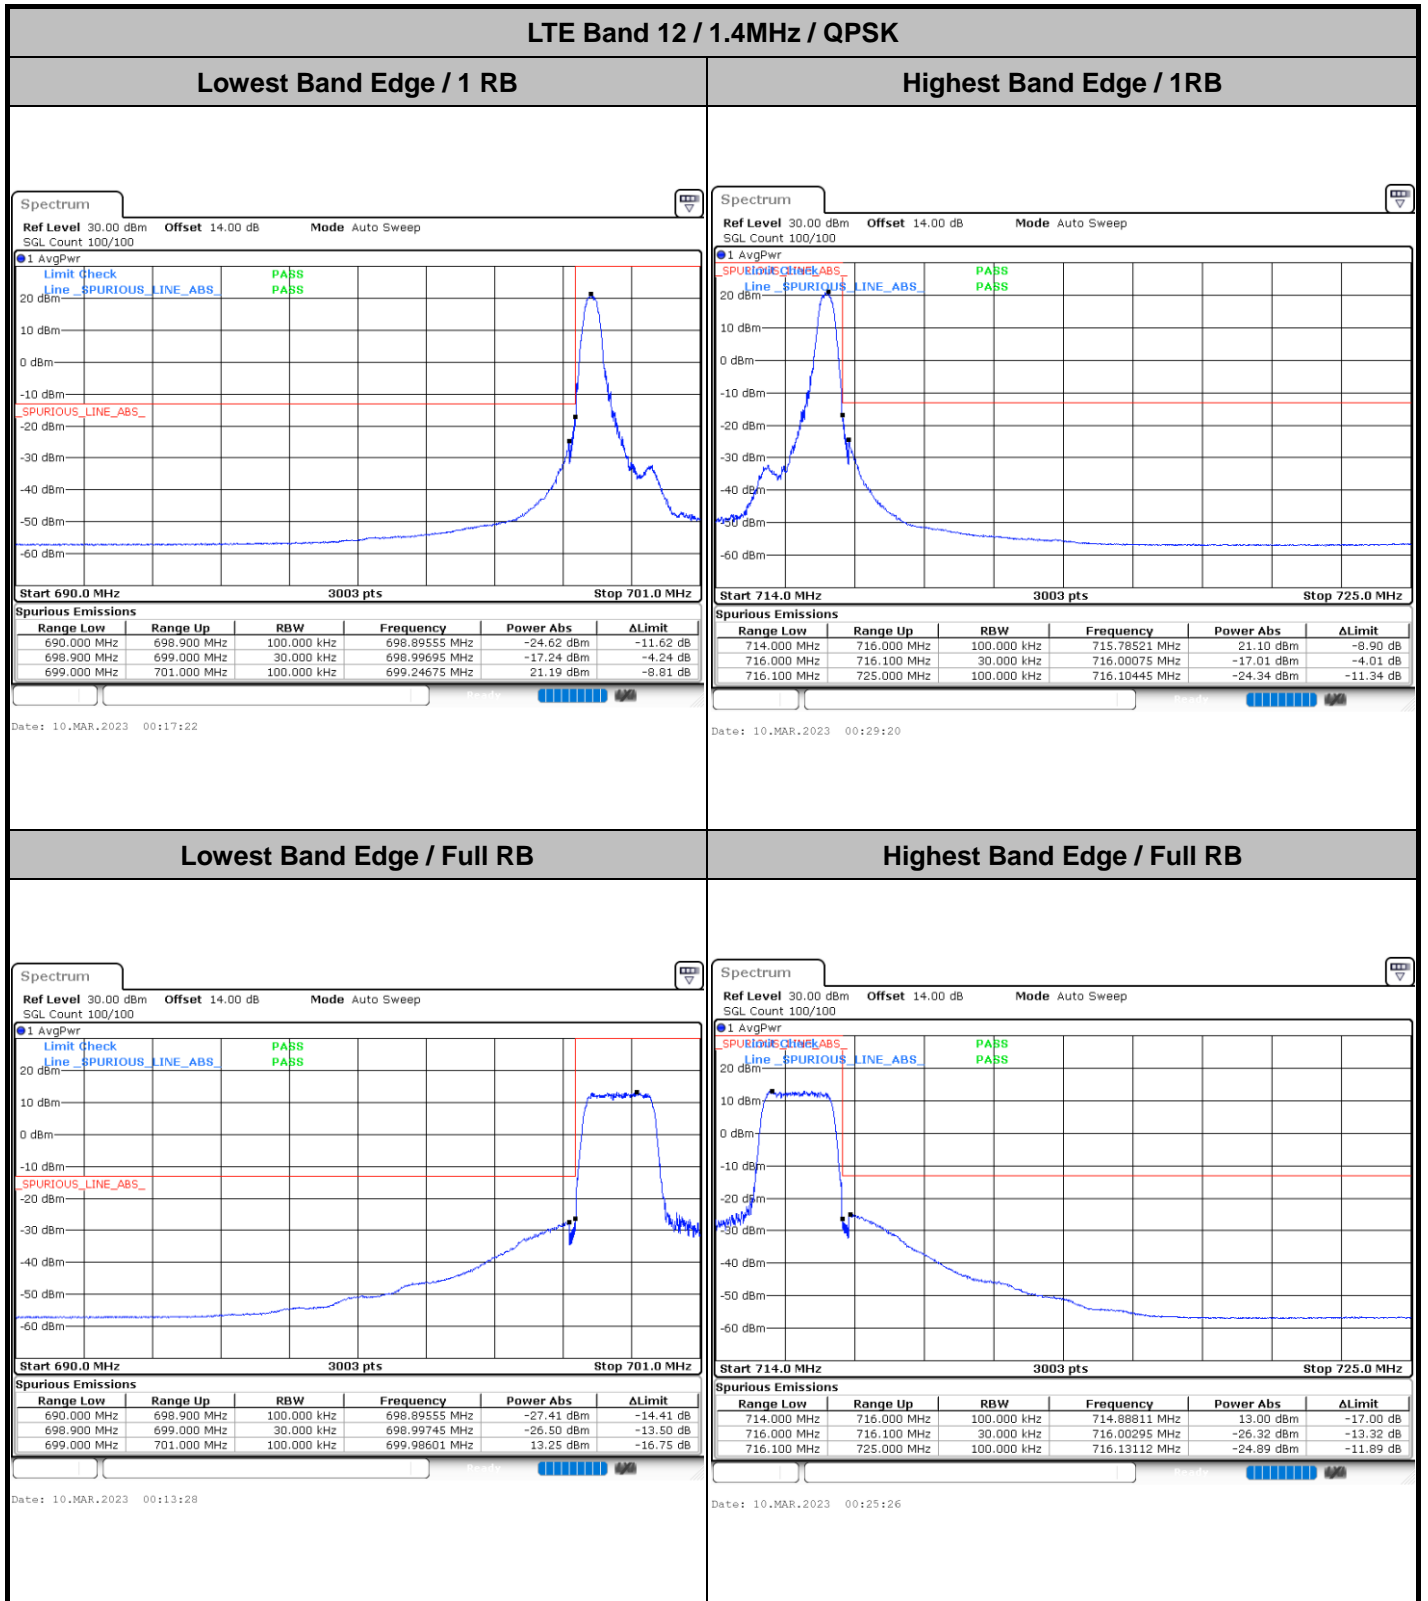 LTE Band 12 / 1.4MHz / QPSK
Lowest Band Edge / 1 RB
Highest Band Edge / 1RB
Spectrum
Ref Level 30.00 dBm Offset 14.00 dB Mode Auto Sweep
SGL Count 100/100
1 AvgPwr
Limit Check PASS
Line _SPURIOUS_LINE_ABS_ PASS
20 dBm
10 dBm
0 dBm
-10 dBm
_SPURIOUS_LINE_ABS_
-20 dBm
-30 dBm
-40 dBm
-50 dBm
-60 dBm
Start 690.0 MHz 3003 pts Stop 701.0 MHz
Spurious Emissions
Range Low Range Up RBW Frequency Power Abs ΔLimit
690.000 MHz 698.900 MHz 100.000 kHz 698.89555 MHz -24.62 dBm -11.62 dB
698.900 MHz 699.000 MHz 30.000 kHz 698.99695 MHz -17.24 dBm -4.24 dB
699.000 MHz 701.000 MHz 100.000 kHz 699.24675 MHz 21.19 dBm -8.81 dB
Ready
Date: 10.MAR.2023 00:17:22
Spectrum
Ref Level 30.00 dBm Offset 14.00 dB Mode Auto Sweep
SGL Count 100/100
1 AvgPwr
_SPURIOUS_LINE_ABS_
Limit Check PASS
Line _SPURIOUS_LINE_ABS_ PASS
20 dBm
10 dBm
0 dBm
-10 dBm
-20 dBm
-30 dBm
-40 dBm
-50 dBm
-60 dBm
Start 714.0 MHz 3003 pts Stop 725.0 MHz
Spurious Emissions
Range Low Range Up RBW Frequency Power Abs ΔLimit
714.000 MHz 716.000 MHz 100.000 kHz 715.78521 MHz 21.10 dBm -8.90 dB
716.000 MHz 716.100 MHz 30.000 kHz 716.00075 MHz -17.01 dBm -4.01 dB
716.100 MHz 725.000 MHz 100.000 kHz 716.10445 MHz -24.34 dBm -11.34 dB
Ready
Date: 10.MAR.2023 00:29:20
Lowest Band Edge / Full RB
Highest Band Edge / Full RB
Spectrum
Ref Level 30.00 dBm Offset 14.00 dB Mode Auto Sweep
SGL Count 100/100
1 AvgPwr
Limit Check PASS
Line _SPURIOUS_LINE_ABS_ PASS
20 dBm
10 dBm
0 dBm
-10 dBm
_SPURIOUS_LINE_ABS_
-20 dBm
-30 dBm
-40 dBm
-50 dBm
-60 dBm
Start 690.0 MHz 3003 pts Stop 701.0 MHz
Spurious Emissions
Range Low Range Up RBW Frequency Power Abs ΔLimit
690.000 MHz 698.900 MHz 100.000 kHz 698.89555 MHz -27.41 dBm -14.41 dB
698.900 MHz 699.000 MHz 30.000 kHz 698.99745 MHz -26.50 dBm -13.50 dB
699.000 MHz 701.000 MHz 100.000 kHz 699.98601 MHz 13.25 dBm -16.75 dB
Ready
Date: 10.MAR.2023 00:13:28
Spectrum
Ref Level 30.00 dBm Offset 14.00 dB Mode Auto Sweep
SGL Count 100/100
1 AvgPwr
_SPURIOUS_LINE_ABS_
Limit Check PASS
Line _SPURIOUS_LINE_ABS_ PASS
20 dBm
10 dBm
0 dBm
-10 dBm
-20 dBm
-30 dBm
-40 dBm
-50 dBm
-60 dBm
Start 714.0 MHz 3003 pts Stop 725.0 MHz
Spurious Emissions
Range Low Range Up RBW Frequency Power Abs ΔLimit
714.000 MHz 716.000 MHz 100.000 kHz 714.88811 MHz 13.00 dBm -17.00 dB
716.000 MHz 716.100 MHz 30.000 kHz 716.00295 MHz -26.32 dBm -13.32 dB
716.100 MHz 725.000 MHz 100.000 kHz 716.13112 MHz -24.89 dBm -11.89 dB
Ready
Date: 10.MAR.2023 00:25:26